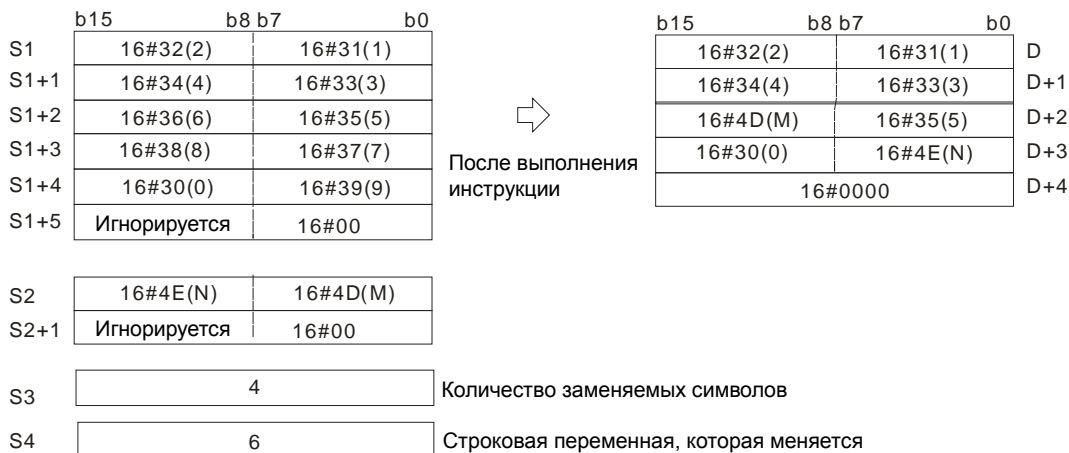 b15 b8 b7 b0
S1 16#32(2) 16#31(1)
S1+1 16#34(4) 16#33(3)
S1+2 16#36(6) 16#35(5)
S1+3 16#38(8) 16#37(7)
S1+4 16#30(0) 16#39(9)
S1+5 Игнорируется 16#00
После выполнения
инструкции
b15 b8 b7 b0
16#32(2) 16#31(1) D
16#34(4) 16#33(3) D+1
16#4D(M) 16#35(5) D+2
16#30(0) 16#4E(N) D+3
16#0000 D+4
S2 16#4E(N) 16#4D(M)
S2+1 Игнорируется 16#00
S3 4 Количество заменяемых символов
S4 6 Строковая переменная, которая меняется